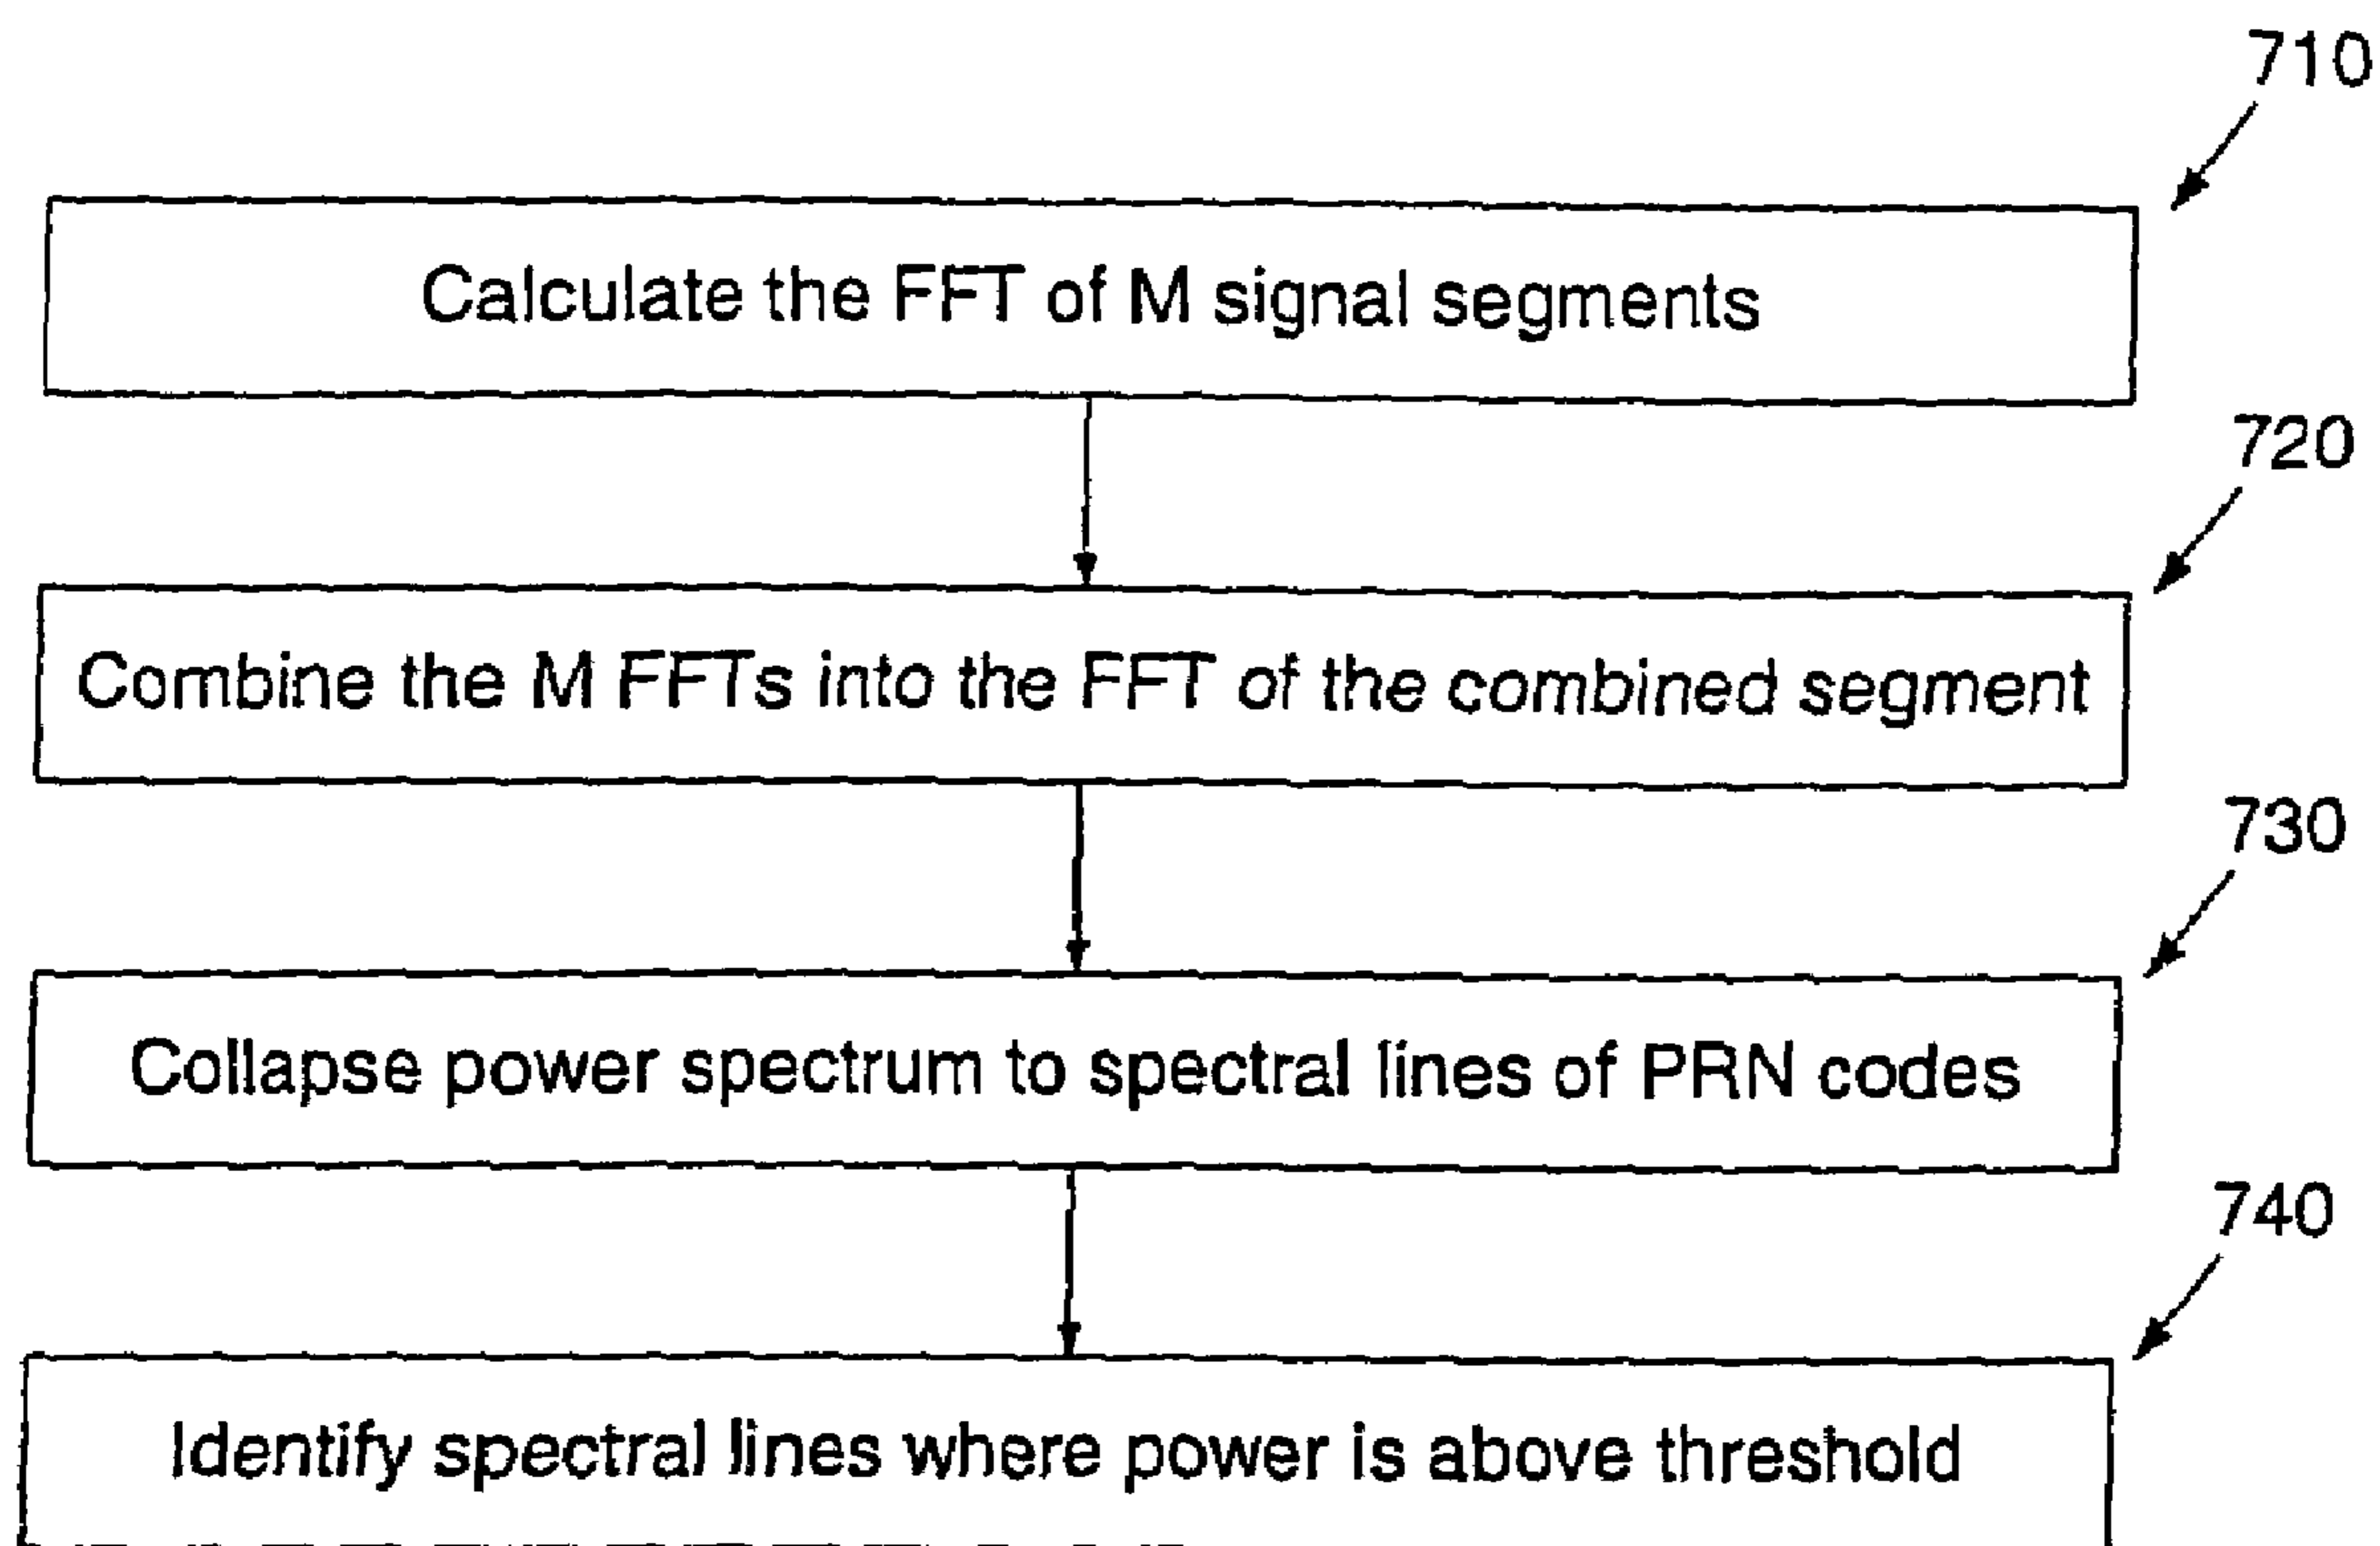 710
Calculate the FFT of M signal segments
720
Combine the M FFTs into the FFT of the combined segment
730
Collapse power spectrum to spectral lines of PRN codes
740
Identify spectral lines where power is above threshold